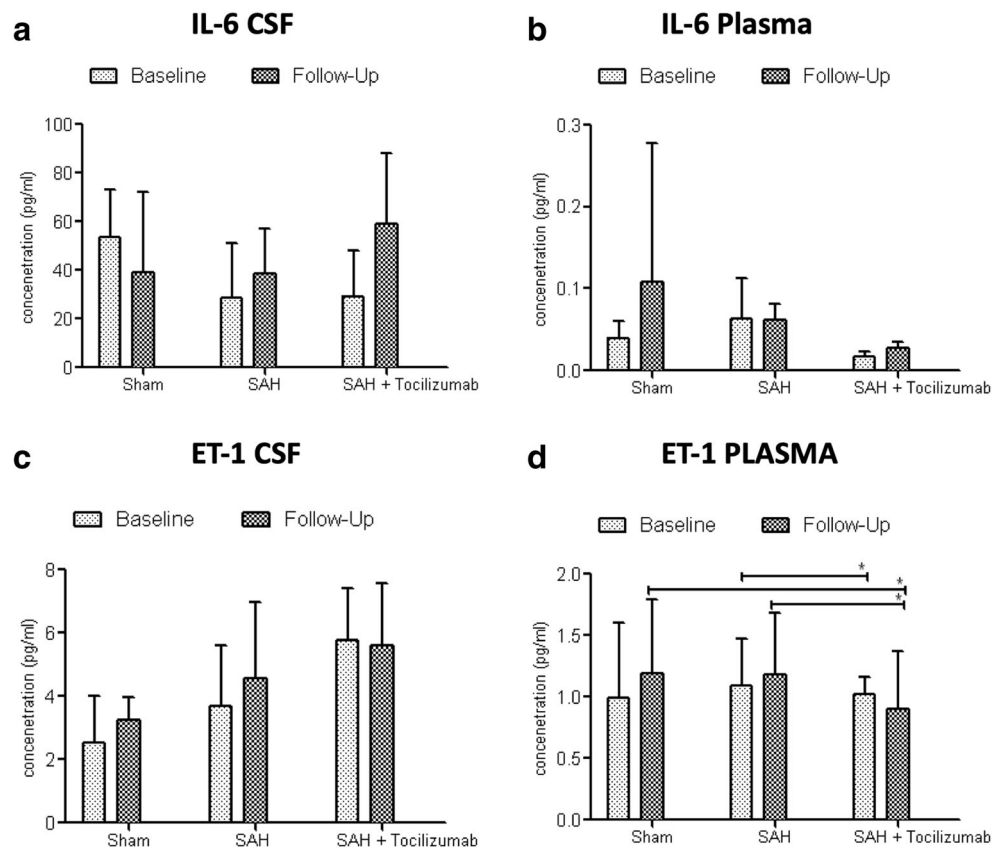 a
IL-6 CSF
Baseline Follow-Up
concenetration (pg/ml)
100
80
60
40
20
0
Sham SAH SAH + Tocilizumab
b
IL-6 Plasma
Baseline Follow-Up
concenetration (pg/ml)
0.3
0.2
0.1
0.0
Sham SAH SAH + Tocilizumab
c
ET-1 CSF
Baseline Follow-Up
concenetration (pg/ml)
8
6
4
2
0
Sham SAH SAH + Tocilizumab
d
ET-1 PLASMA
Baseline Follow-Up
concenetration (pg/ml)
2.0
1.5
1.0
0.5
0.0
*
*
*
Sham SAH SAH + Tocilizumab